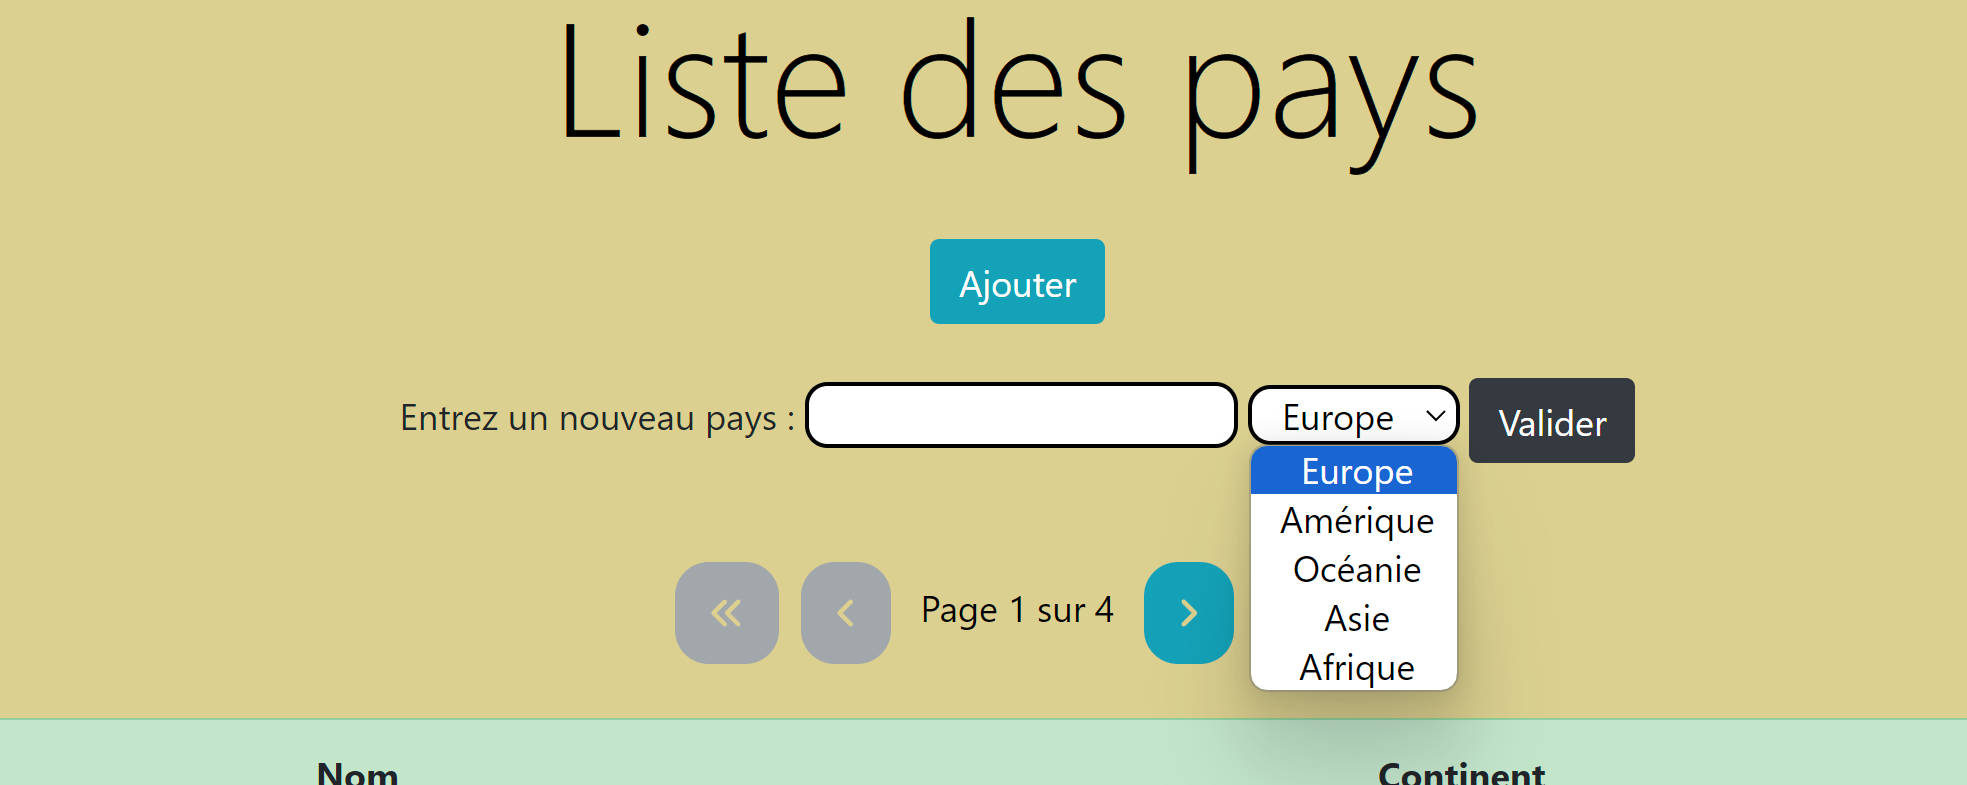 Liste des pays
Ajouter
Entrez un nouveau pays : Europe Valider
Europe
Amérique
Océanie
Asie
Afrique
Page 1 sur 4
Nom Continent